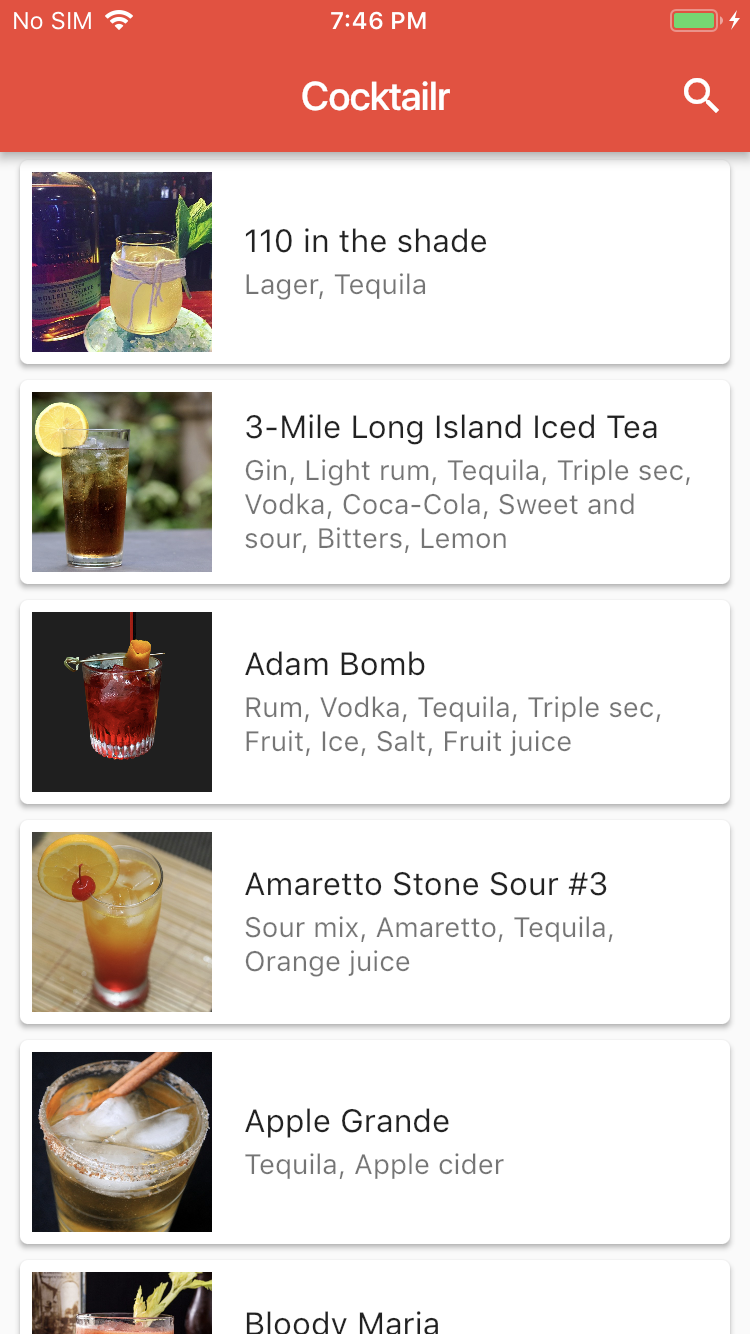 No SIM 7:46 PM
Cocktailr
110 in the shade
Lager, Tequila
3-Mile Long Island Iced Tea
Gin, Light rum, Tequila, Triple sec,
Vodka, Coca-Cola, Sweet and
sour, Bitters, Lemon
Adam Bomb
Rum, Vodka, Tequila, Triple sec,
Fruit, Ice, Salt, Fruit juice
Amaretto Stone Sour #3
Sour mix, Amaretto, Tequila,
Orange juice
Apple Grande
Tequila, Apple cider
Bloody Maria